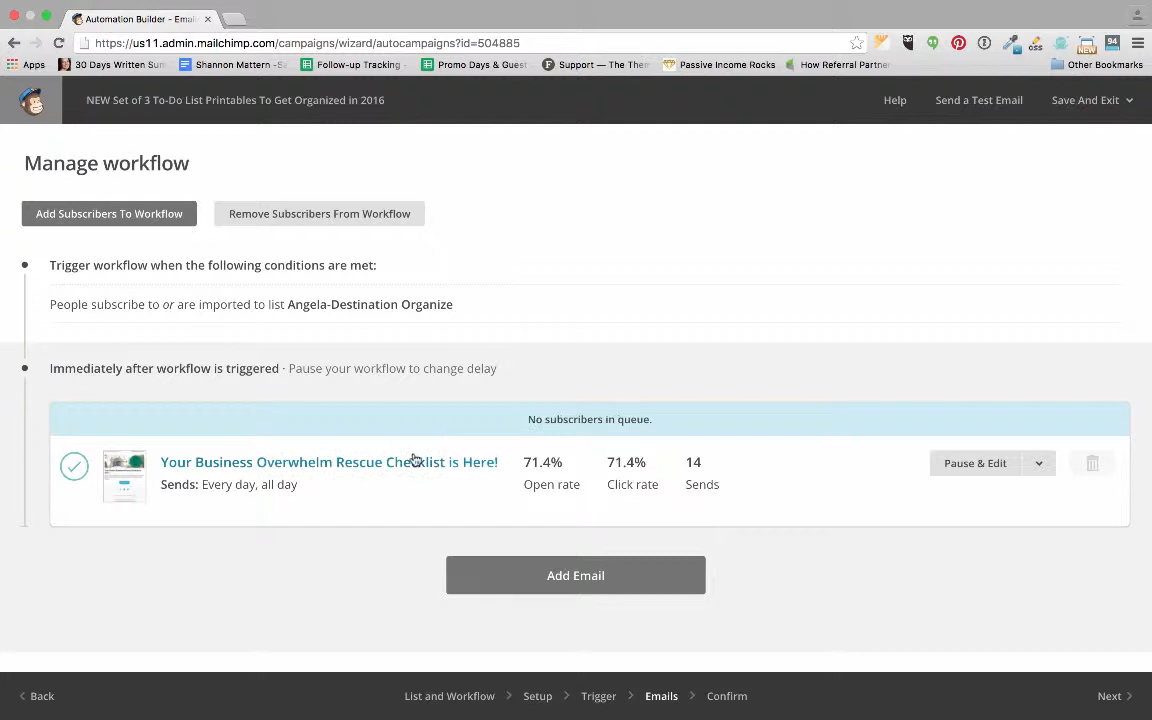 Automation Builder - Email
https://us11.admin.mailchimp.com/campaigns/wizard/autocampaigns?id=504885
NEW 94
Apps 30 Days Written Sum Shannon Mattern -Sa Follow-up Tracking - Promo Days & Guest Support — The Them Passive Income Rocks How Referral Partner Other Bookmarks
NEW Set of 3 To-Do List Printables To Get Organized in 2016 Help Send a Test Email Save And Exit
Manage workflow
Add Subscribers To Workflow Remove Subscribers From Workflow
Trigger workflow when the following conditions are met:
People subscribe to or are imported to list Angela-Destination Organize
Immediately after workflow is triggered · Pause your workflow to change delay
No subscribers in queue.
Your Business Overwhelm Rescue Checklist is Here! 71.4% 71.4% 14 Pause & Edit
Sends: Every day, all day Open rate Click rate Sends
Add Email
Back List and Workflow Setup Trigger Emails Confirm Next